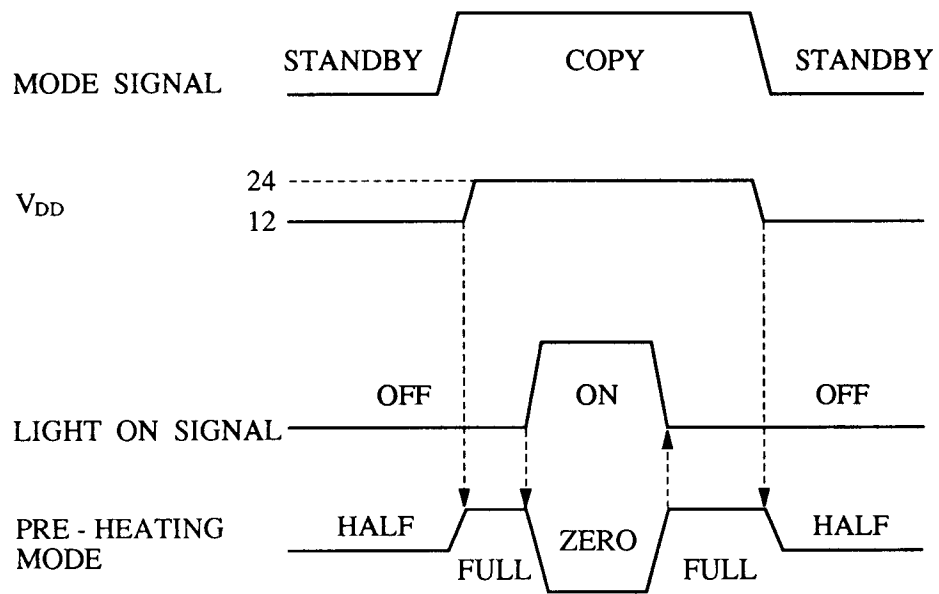 STANDBY COPY STANDBY
MODE SIGNAL
24
VDD
12
OFF ON OFF
LIGHT ON SIGNAL
PRE - HEATING
MODE
HALF ZERO HALF
FULL FULL